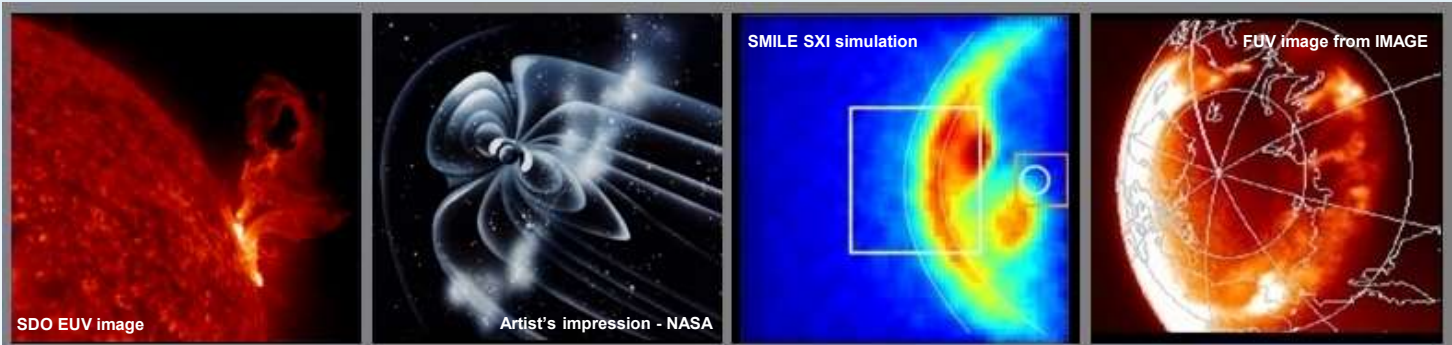 SDO EUV image
Artist's impression - NASA
SMILE SXI simulation
FUV image from IMAGE